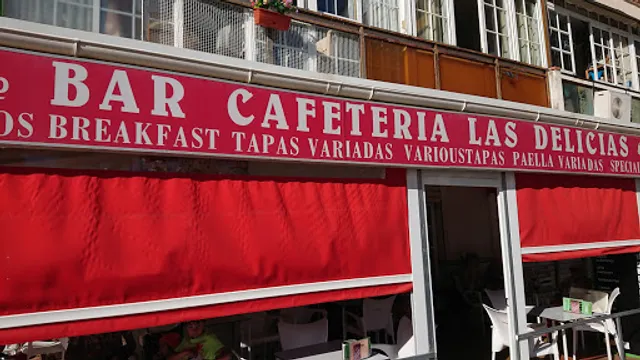 BAR CAFETERIA LAS DELICIAS
BREAKFAST TAPAS VARIADAS VARIOUSTAPAS PAELLA VARIADAS